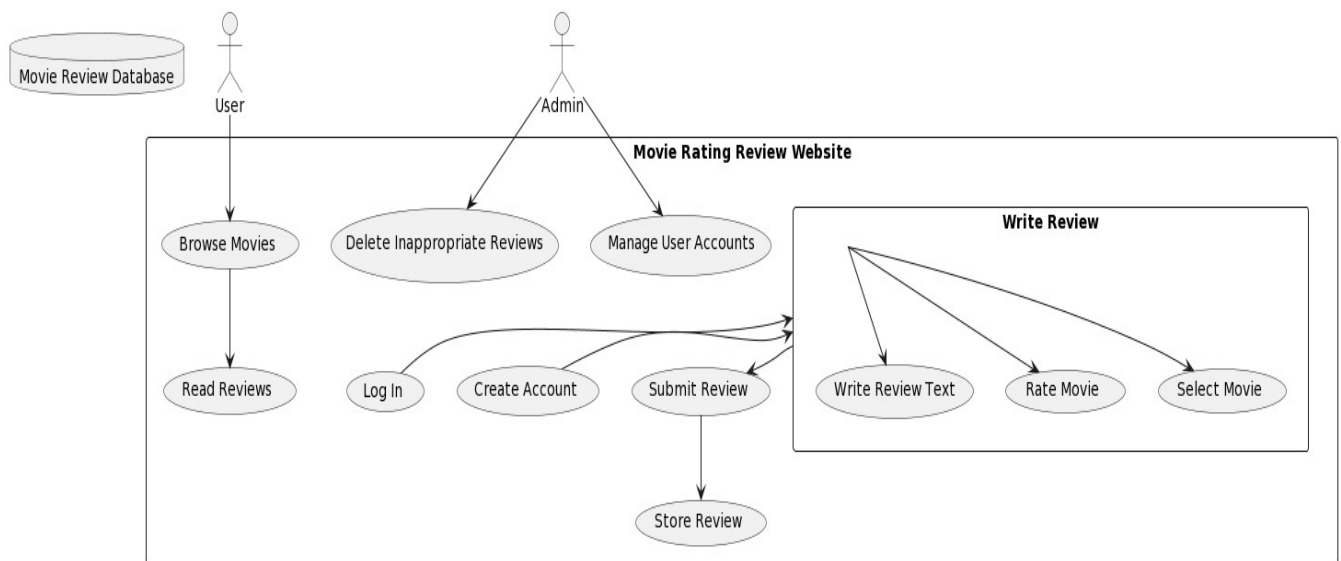 Movie Review Database
User
Admin
Movie Rating Review Website
Write Review
Browse Movies
Delete Inappropriate Reviews
Manage User Accounts
Read Reviews
Log In
Create Account
Submit Review
Write Review Text
Rate Movie
Select Movie
Store Review